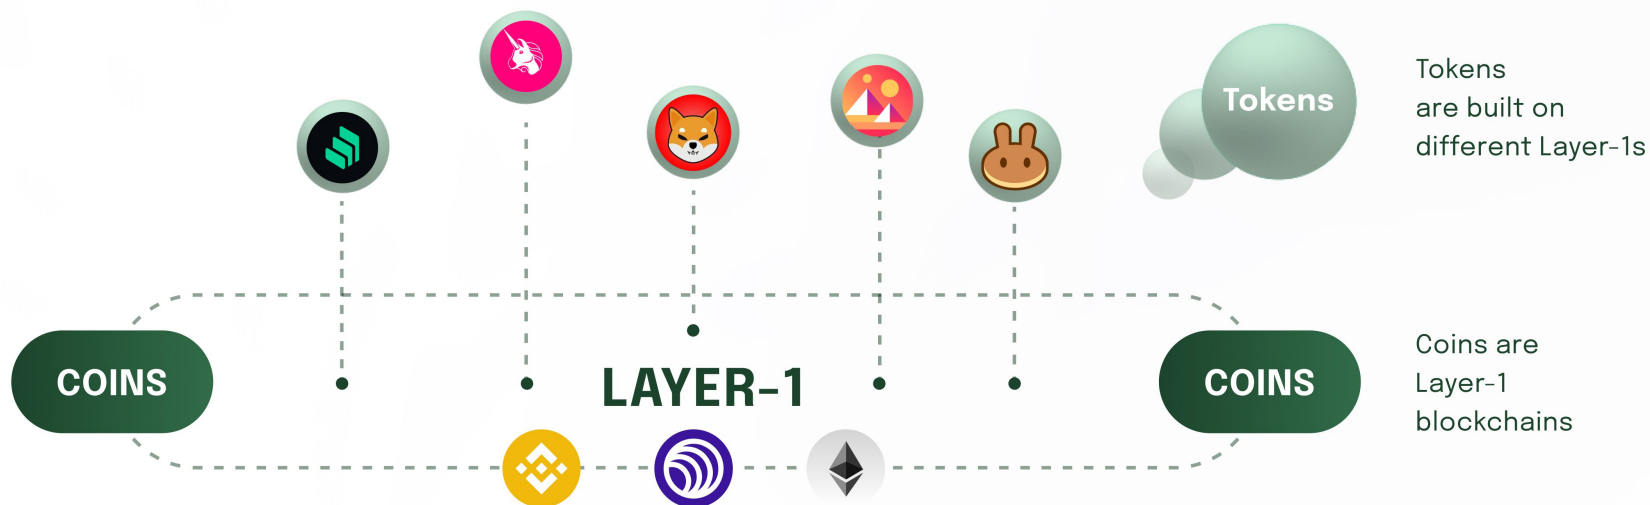 Tokens
Tokens
are built on
different Layer-1s
COINS
LAYER-1
COINS
Coins are
Layer-1
blockchains